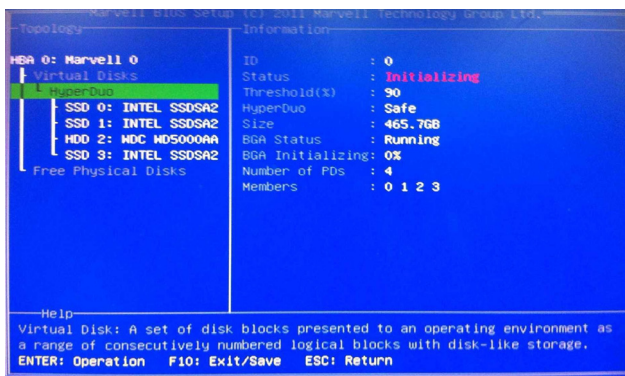 Marvell BIOS Setup (c) 2011 Marvell Technology Group Ltd.
Topology
Information
HBA 0: Marvell 0
Virtual Disks
HyperDuo
SSD 0: INTEL SSDSA2
SSD 1: INTEL SSDSA2
HDD 2: WDC WD5000AA
SSD 3: INTEL SSDSA2
Free Physical Disks
ID : 0
Status : Initializing
Threshold(%) : 90
HyperDuo : Safe
Size : 465.7GB
BGA Status : Running
BGA Initializing: 0%
Number of PDs : 4
Members : 0 1 2 3
Help
Virtual Disk: A set of disk blocks presented to an operating environment as
a range of consecutively numbered logical blocks with disk-like storage.
ENTER: Operation F10: Exit/Save ESC: Return